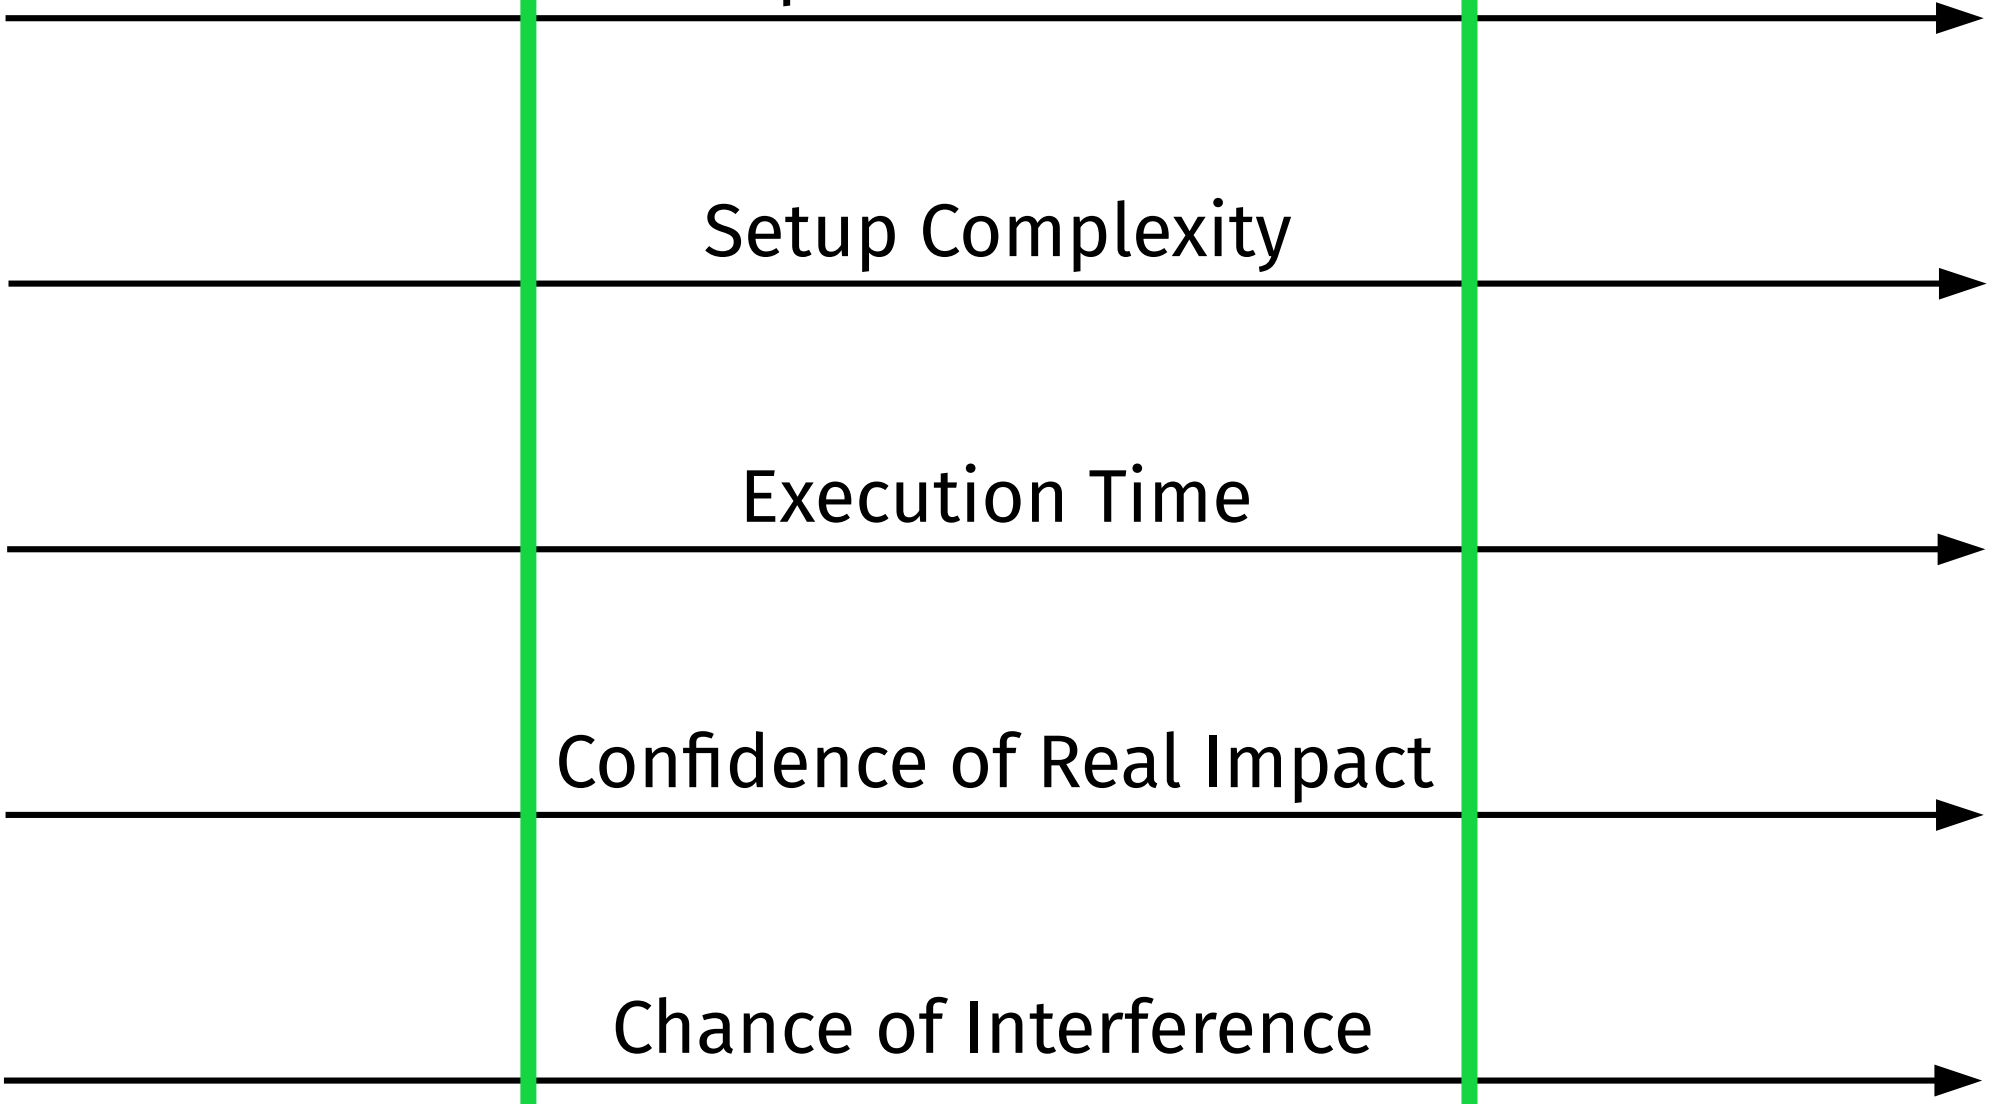 Setup Complexity
Execution Time
Confidence of Real Impact
Chance of Interference